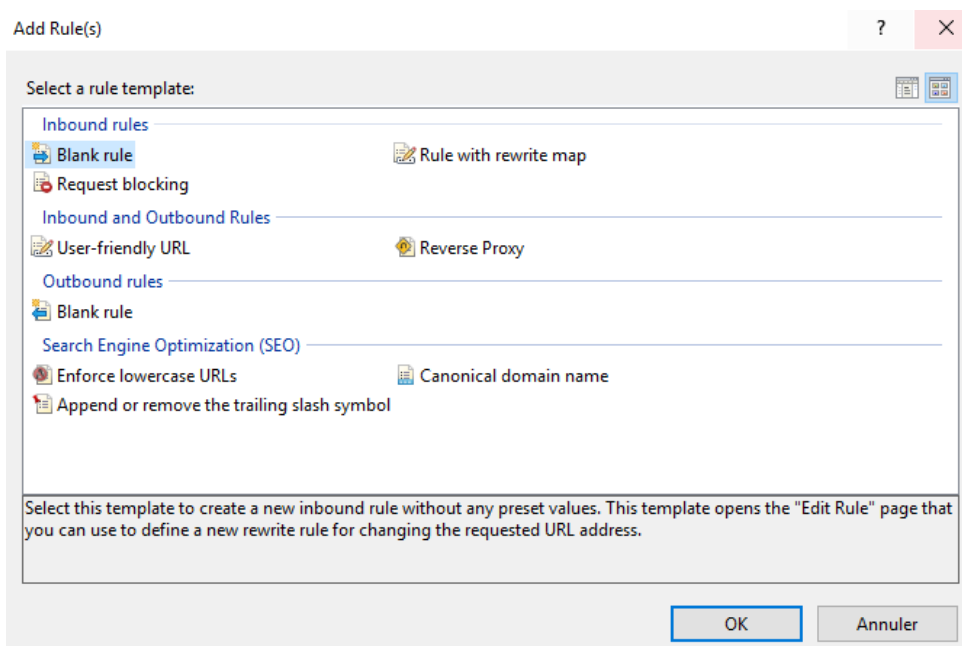 Add Rule(s)
?
Select a rule template:
Inbound rules
Blank rule
Rule with rewrite map
Request blocking
Inbound and Outbound Rules
User-friendly URL
Reverse Proxy
Outbound rules
Blank rule
Search Engine Optimization (SEO)
Enforce lowercase URLs
Canonical domain name
Append or remove the trailing slash symbol
Select this template to create a new inbound rule without any preset values. This template opens the "Edit Rule" page that
you can use to define a new rewrite rule for changing the requested URL address.
OK
Annuler